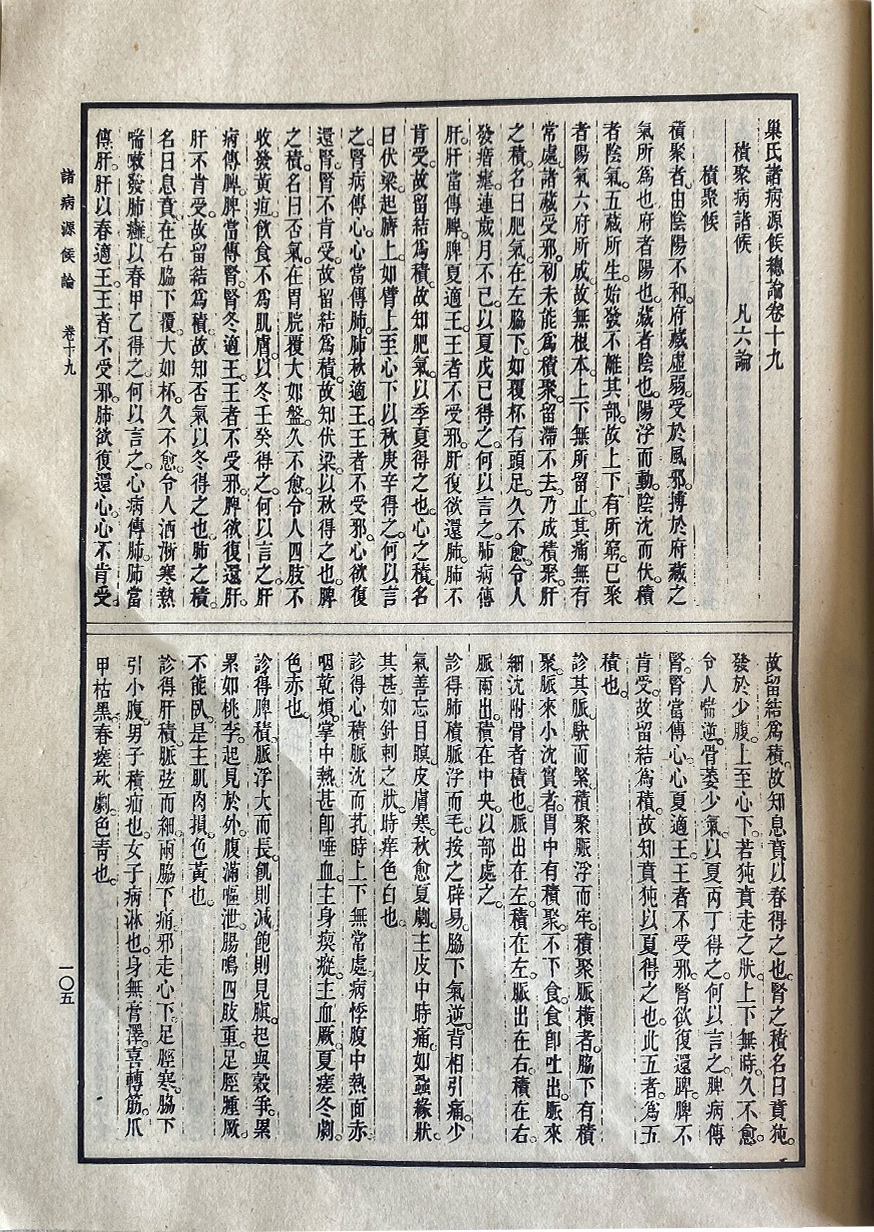 巢氏諸病源候總論卷十九
積聚病諸候　凡六論
積聚候
積聚者由陰陽不和。府藏虛弱。受於風邪。搏於府藏之
氣所爲也。府者陽也。藏者陰也。陽浮而動。陰沈而伏。積
者陰氣。五藏所生。始發不離其部。故上下有所窮已。聚
者陽氣。六府所成。故無根本。上下無所留止。其痛無有
常處。諸藏受邪。初未能爲積聚。留滯不去。乃成積聚。肝
之積。名曰肥氣。在左脇下。如覆杯有頭足。久不愈。令人
發㾬瘧。連歲月不已。以夏戊己得之。何以言之。肺病傳
肝。肝當傳脾。脾夏適王。王者不受邪。肝復欲還肺。肺不
肯受。故留結爲積。故知肥氣。以季夏得之也。心之積。名
曰伏梁。起臍上。如臂。上至心下。以秋庚辛得之。何以言
之。腎病傳心。心當傳肺。肺秋適王。王者不受邪。心欲復
還腎。腎不肯受。故留結爲積。故知伏梁。以秋得之也。脾
之積。名曰否氣。在胃脘。覆大如盤。久不愈。令人四肢不
收。發黃疸。飲食不爲肌膚。以冬壬癸得之。何以言之。肝
病傳脾。脾當傳腎。腎冬適王。王者不受邪。脾欲復還肝。
肝不肯受。故留結爲積。故知否氣以冬得之也。肺之積。
名曰息賁。在右脇下。覆大如杯。久不愈。令人洒淅寒熱
喘嗽發肺癰。以春甲乙得之。何以言之。心病傳肺。肺當
傳肝。肝以春適王。王者不受邪。肺欲復還心。心不肯受。
故留結爲積。故知息賁。以春得之也。腎之積名曰賁㹠。
發於少腹。上至心下。若㹠賁走之狀。上下無時。久不愈。
令人喘逆。骨萎少氣。以夏丙丁得之。何以言之。脾病傳
腎。腎當傳心。心夏適王。王者不受邪。腎欲復還脾。脾不
肯受。故留結爲積。故知賁㹠以夏得之也。此五者。爲五
積也。
診其脈駃而緊。積聚脈浮而牢。積聚脈橫者。脇下有積
聚。脈來小沈實者。胃中有積聚。不下食。食卽吐出。脈來
細沈附骨者積也。脈出在左積在左。脈出在右積在右
脈兩出。積在中央。以部處之。
診得肺積脈浮而毛。按之辟易。脇下氣逆。背相引痛。少
氣善忘目瞑。皮膚寒。秋愈夏劇。主皮中時痛。如蝨緣狀。
其甚如針刺之狀。時痒色白也。
診得心積脈沈而芤。時上下無常處。病悸腹中熱面赤
咽乾煩。掌中熱甚卽唾血。主身瘈瘲。主血厥。夏瘥冬劇。
色赤也。
診得脾積。脈浮大而長。飢則減。飽則見。䐜起與穀爭。累
累如桃李。起見於外。腹滿嘔泄。腸鳴四肢重。足脛腫厥。
不能臥。是主肌肉損。色黃也。
診得肝積。脈弦而細。兩脇下痛。邪走心下。足脛寒。脇下
引小腹。男子積疝也。女子病淋也。身無膏澤。喜轉筋。爪
甲枯黑。春瘥秋劇。色青也。
諸病源候論　卷十九
一〇五